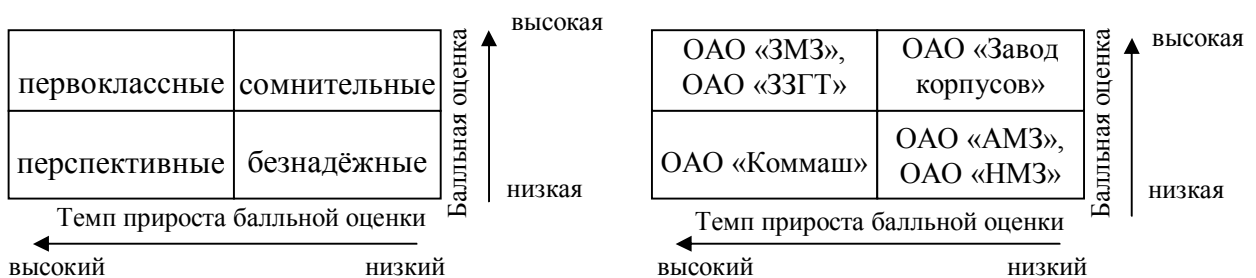 высокая
первоклассные сомнительные
перспективные безнадёжные
Балльная оценка
низкая
Темп прироста балльной оценки
высокий низкий
высокая
ОАО «ЗМЗ»,
ОАО «ЗЗГТ»
ОАО «Завод
корпусов»
ОАО «Коммаш»
ОАО «АМЗ»,
ОАО «НМЗ»
Балльная оценка
низкая
Темп прироста балльной оценки
высокий низкий